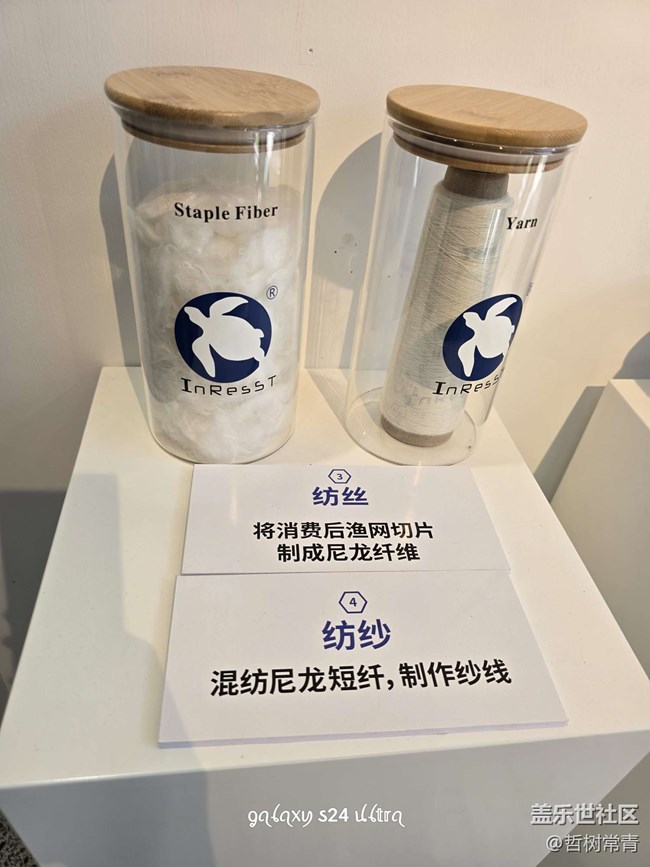 Staple Fiber
®
InResST
Yarn
InResST
3
纺丝
将消费后渔网切片
制成尼龙纤维
4
纺纱
混纺尼龙短纤，制作纱线
galaxy s24 ultra
盖乐世社区
@哲树常青